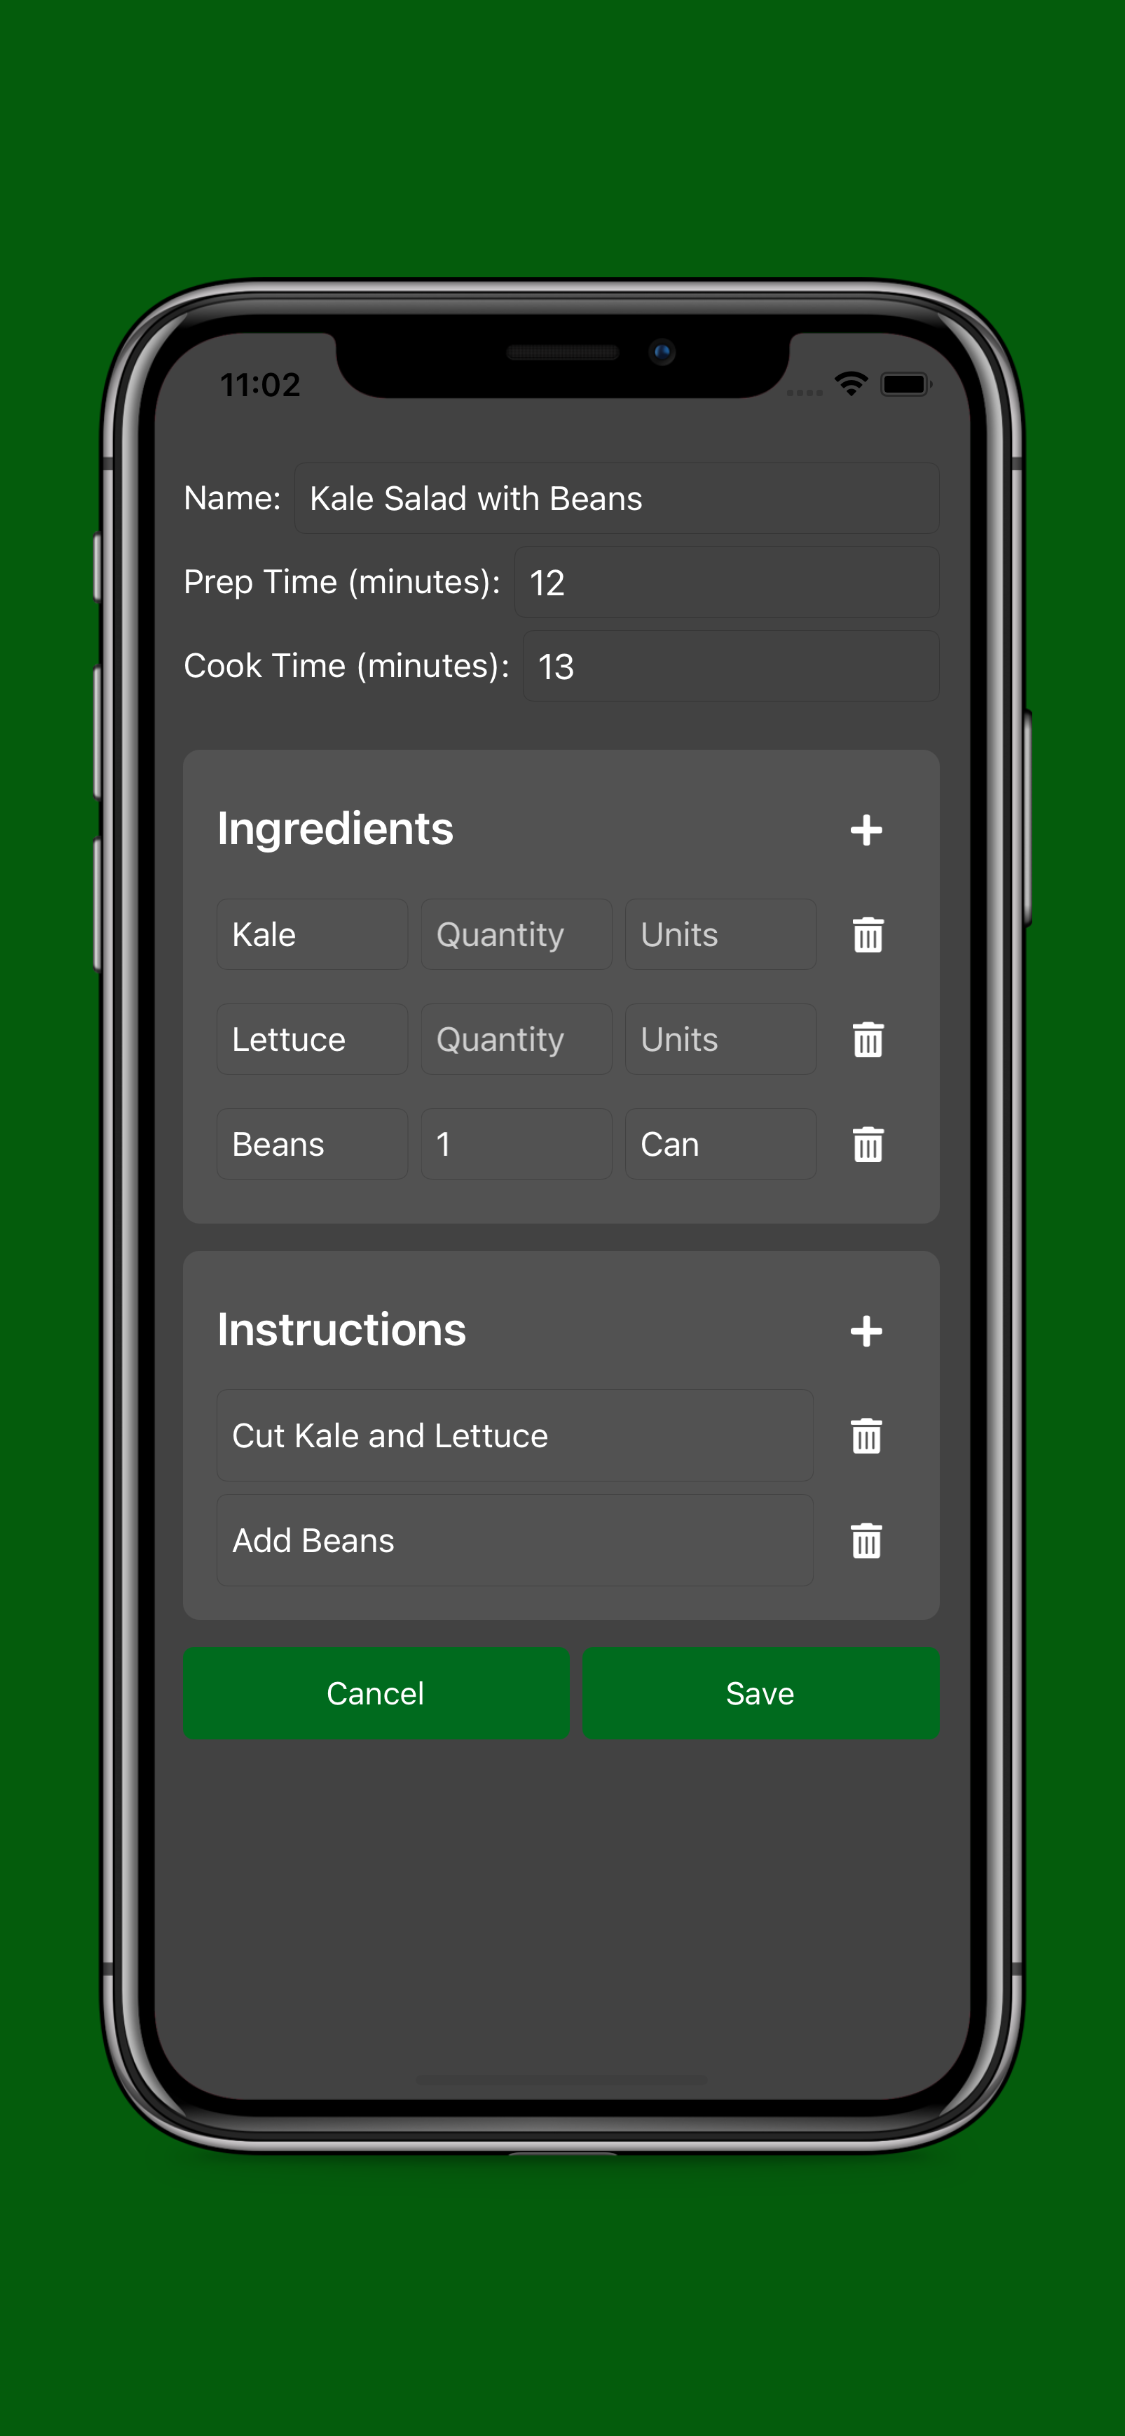 11:02
Name: Kale Salad with Beans
Prep Time (minutes): 12
Cook Time (minutes): 13
Ingredients
Kale Quantity Units
Lettuce Quantity Units
Beans 1 Can
Instructions
Cut Kale and Lettuce
Add Beans
Cancel Save